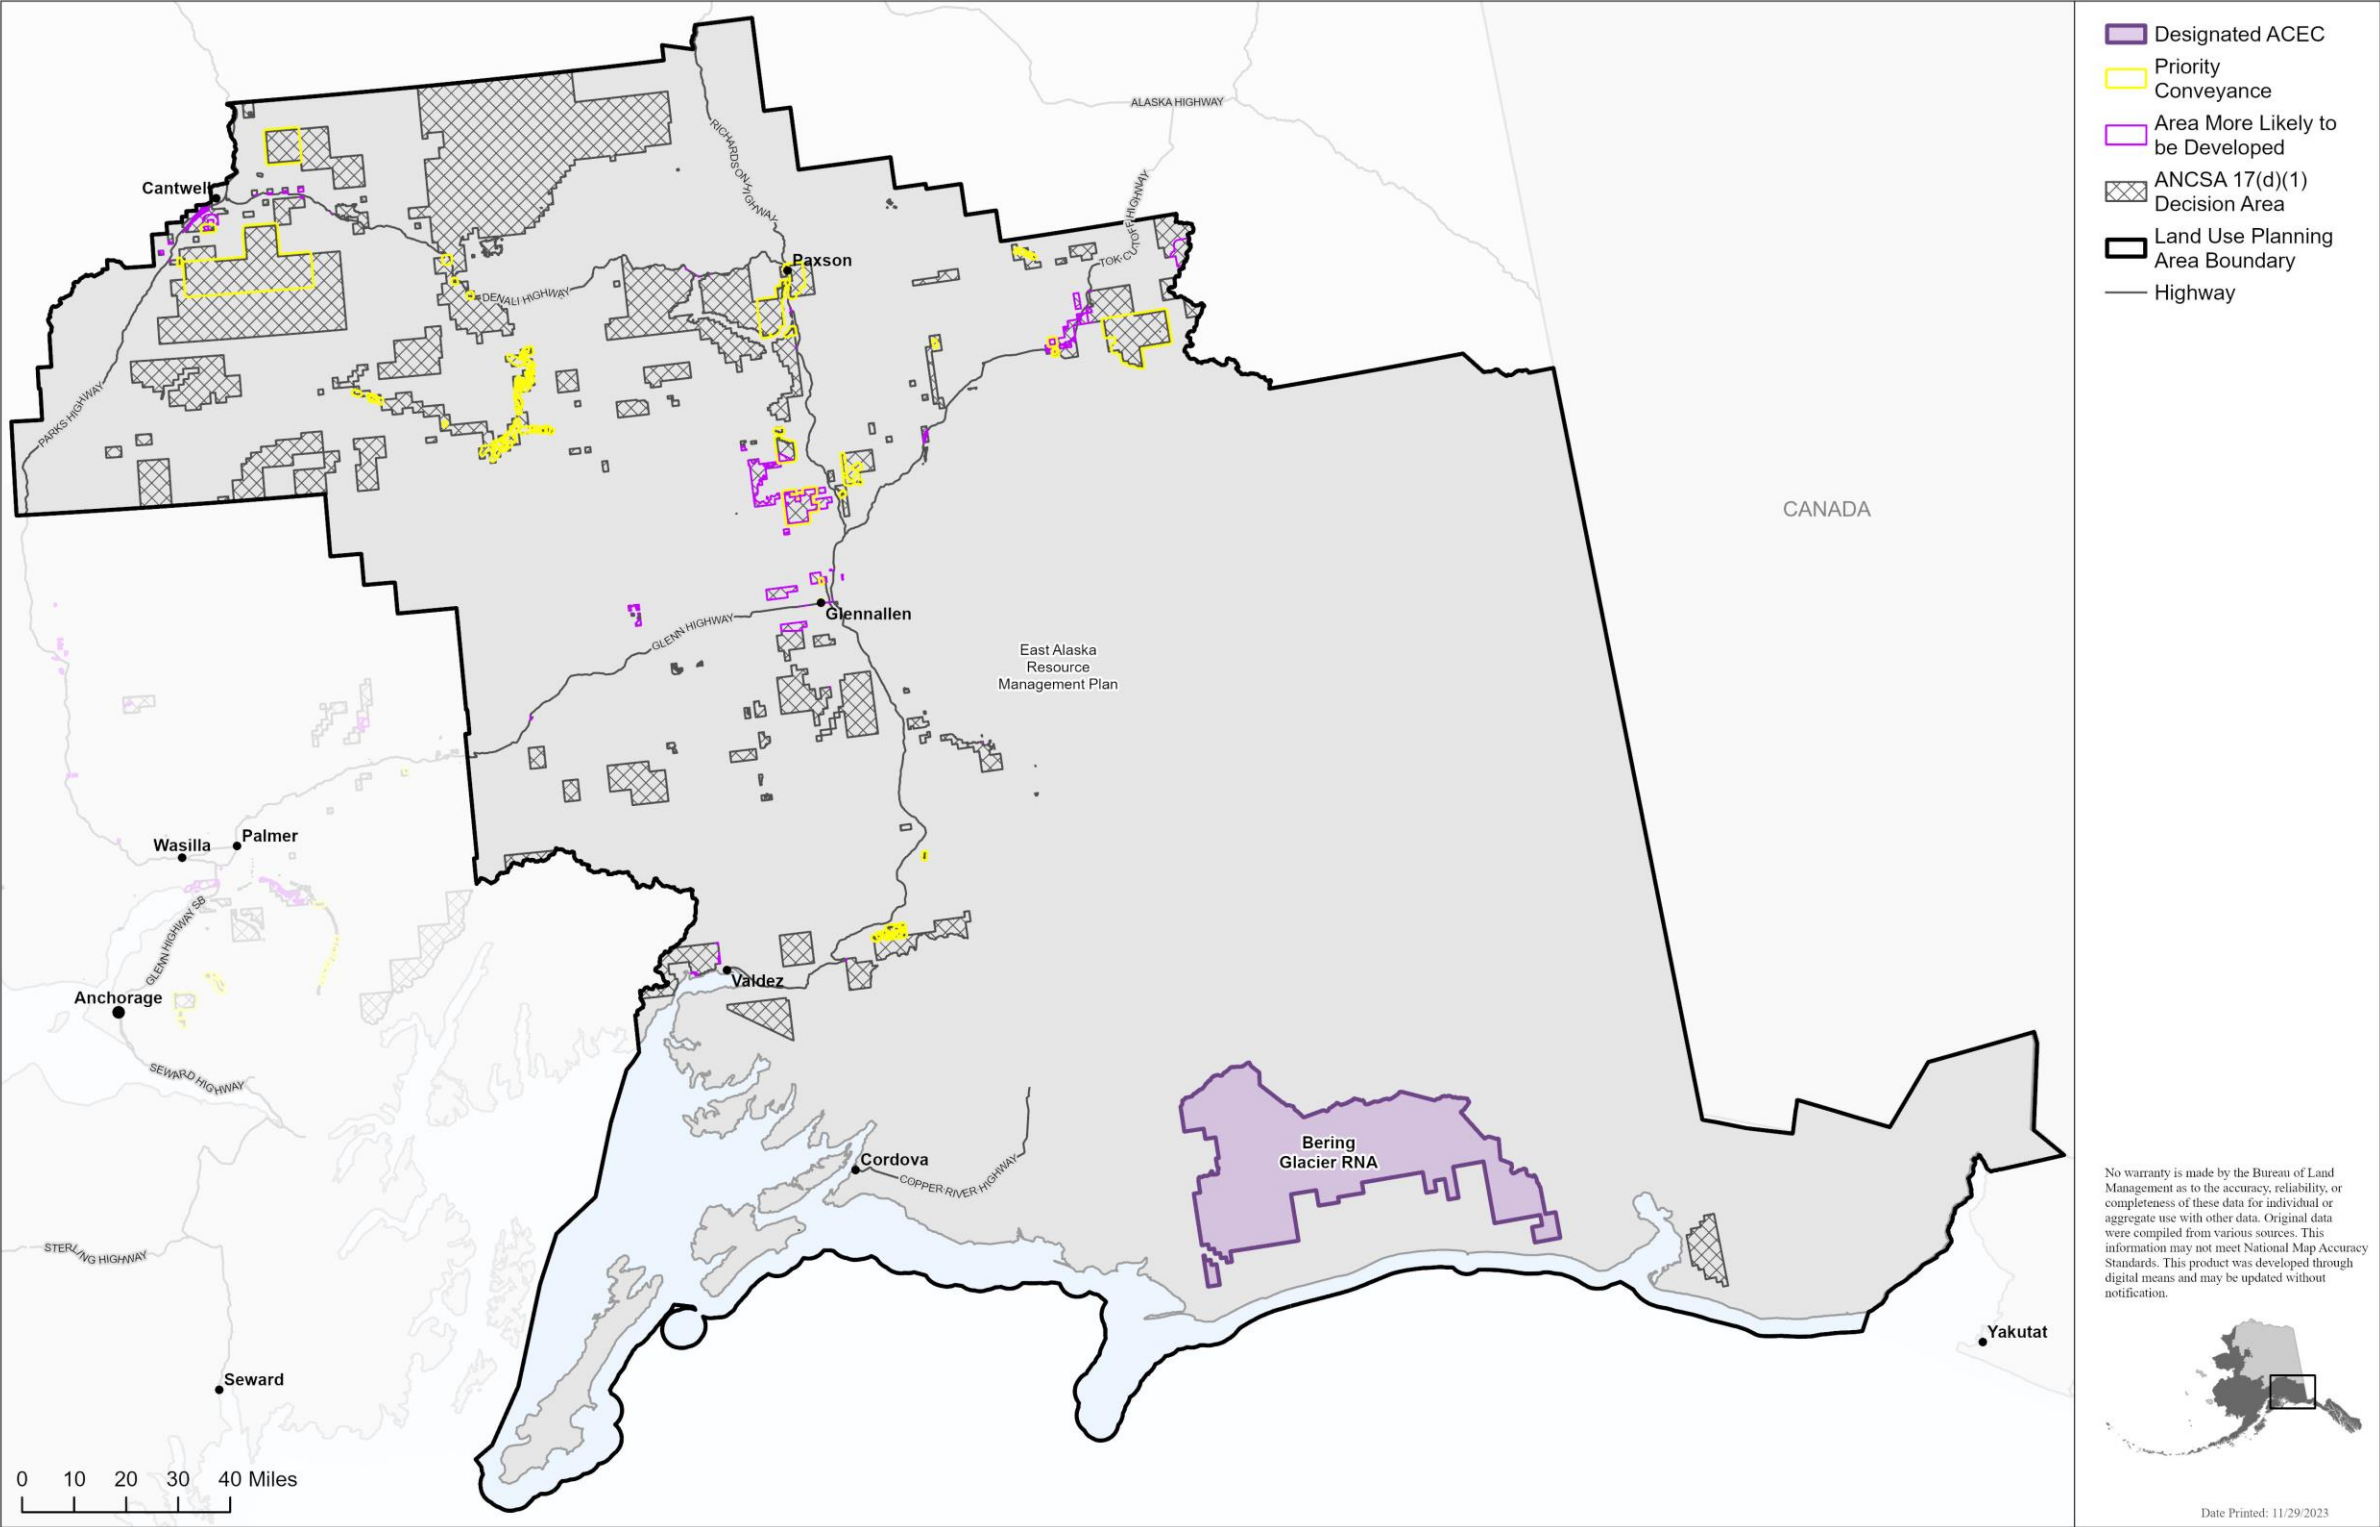 ALASKA HIGHWAY
RICHARDSON HIGHWAY
Cantwell
TOK CUTOFF HIGHWAY
Paxson
DENALI HIGHWAY
PARKS HIGHWAY
CANADA
Glennallen
GLENN HIGHWAY
East Alaska
Resource
Management Plan
Palmer
Wasilla
GLENN HIGHWAY SB
Valdez
Anchorage
SEWARD HIGHWAY
Bering
Glacier RNA
Cordova
COPPER RIVER HIGHWAY
STERLING HIGHWAY
Yakutat
Seward
0 10 20 30 40 Miles
Designated ACEC
Priority
Conveyance
Area More Likely to
be Developed
ANCSA 17(d)(1)
Decision Area
Land Use Planning
Area Boundary
Highway
No warranty is made by the Bureau of Land
Management as to the accuracy, reliability, or
completeness of these data for individual or
aggregate use with other data. Original data
were compiled from various sources. This
information may not meet National Map Accuracy
Standards. This product was developed through
digital means and may be updated without
notification.
Date Printed: 11/29/2023